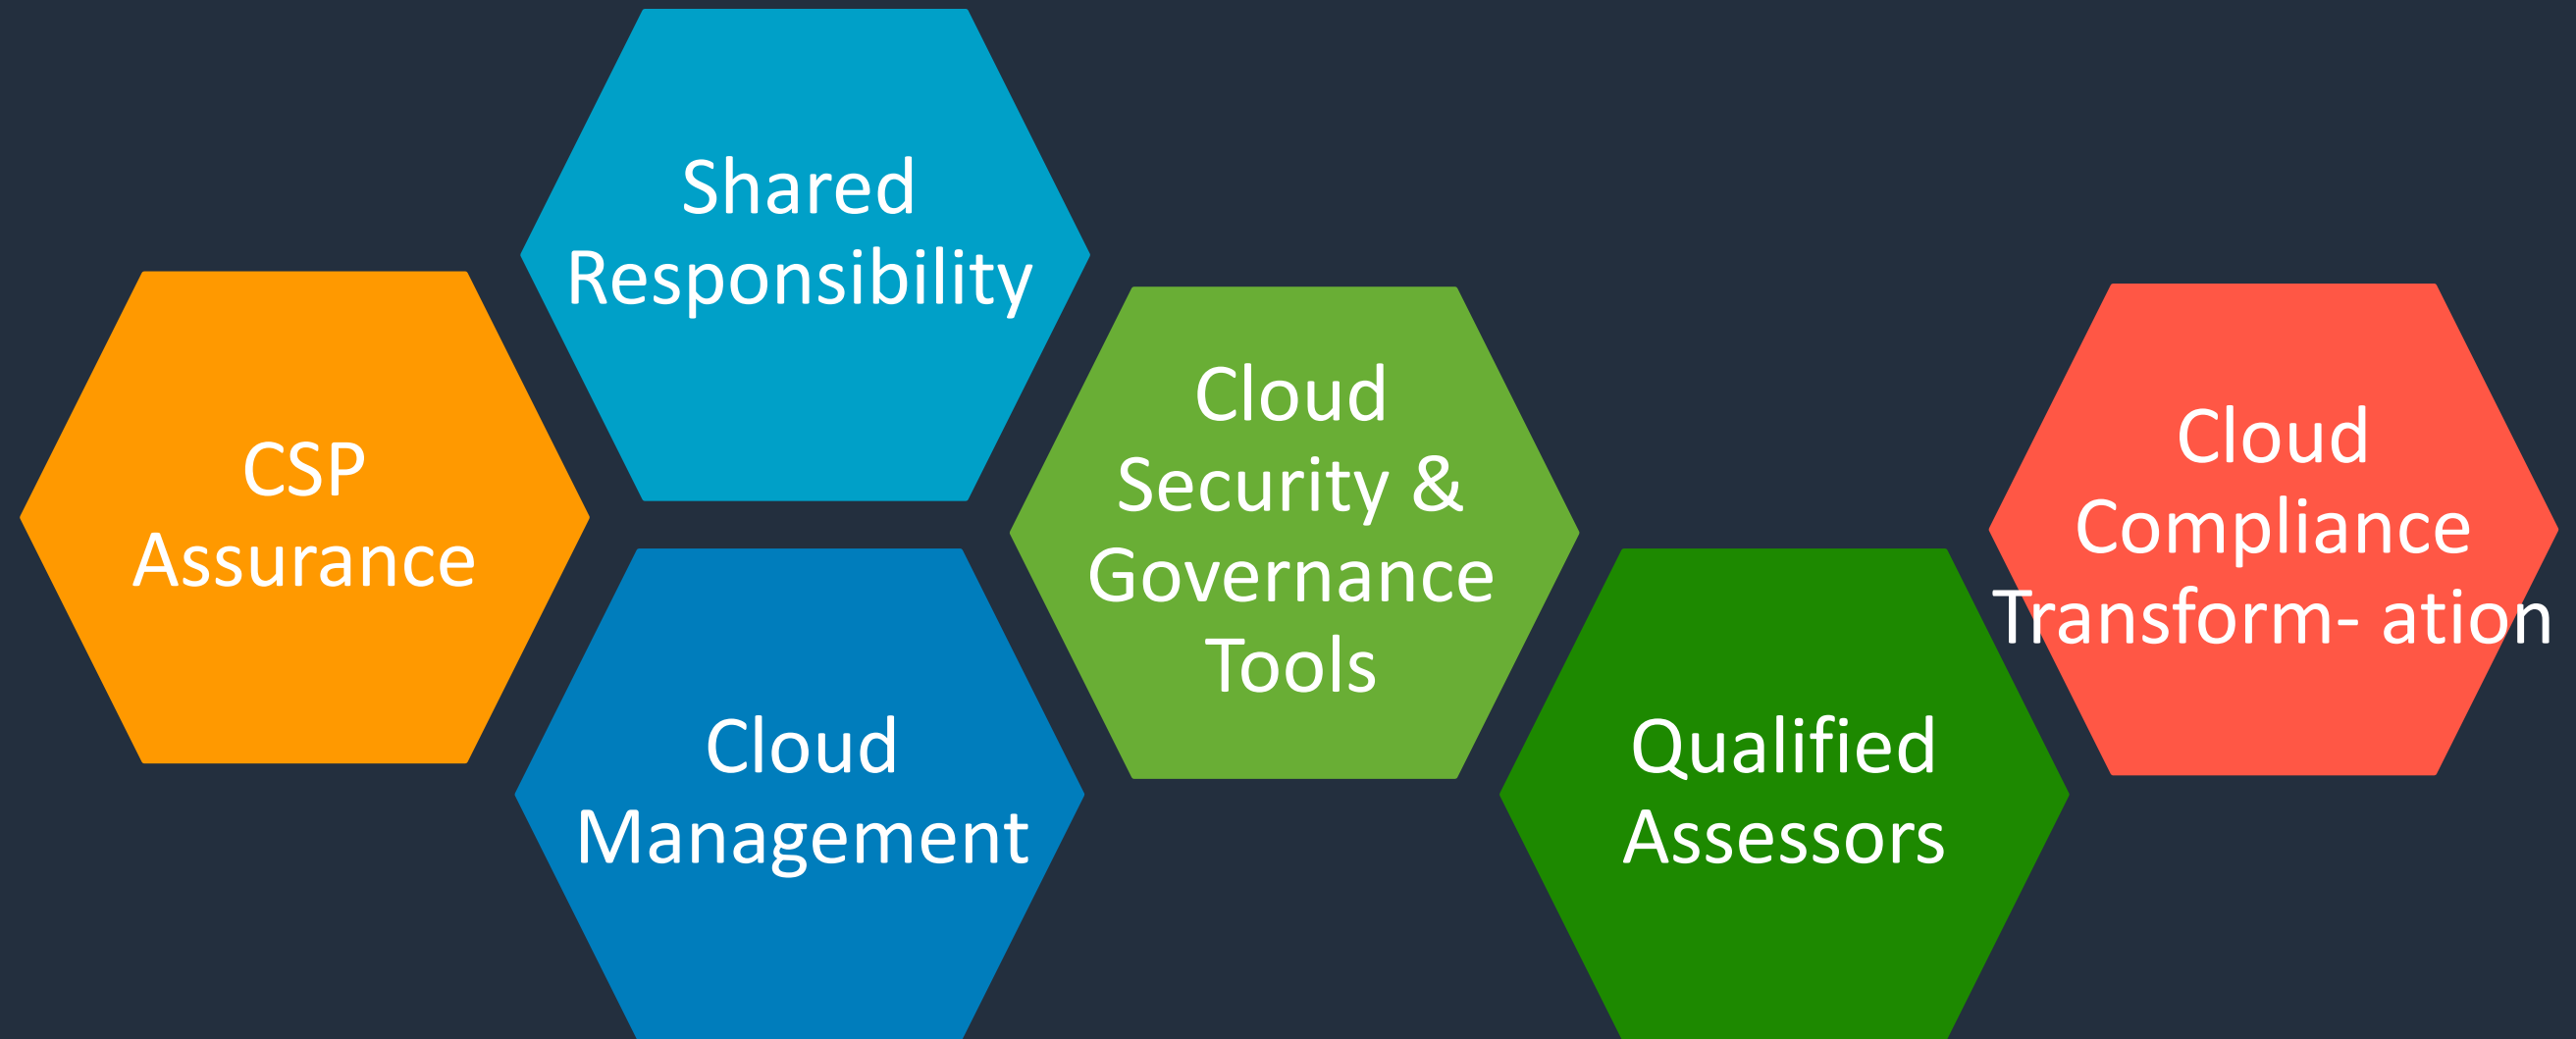 CSP
Assurance
Shared
Responsibility
Cloud
Management
Cloud
Security &
Governance
Tools
Qualified
Assessors
Cloud
Compliance
Transform- ation